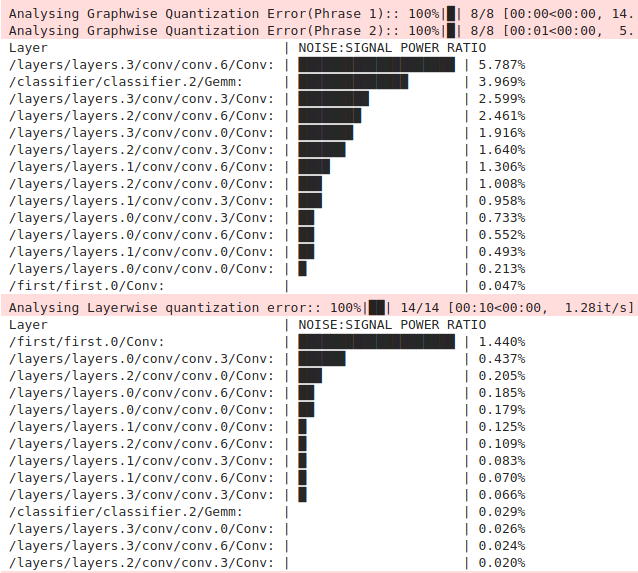 Analysing Graphwise Quantization Error(Phrase 1):: 100%|█| 8/8 [00:00<00:00, 14.
Analysing Graphwise Quantization Error(Phrase 2):: 100%|█| 8/8 [00:01<00:00,  5.
Layer | NOISE:SIGNAL POWER RATIO
/layers/layers.3/conv/conv.6/Conv: | ████████████████████ | 5.787%
/classifier/classifier.2/Gemm: | ██████████████ | 3.969%
/layers/layers.3/conv/conv.3/Conv: | █████████ | 2.599%
/layers/layers.2/conv/conv.6/Conv: | ████████ | 2.461%
/layers/layers.3/conv/conv.0/Conv: | ███████ | 1.916%
/layers/layers.2/conv/conv.3/Conv: | ██████ | 1.640%
/layers/layers.1/conv/conv.6/Conv: | ████ | 1.306%
/layers/layers.2/conv/conv.0/Conv: | ███ | 1.008%
/layers/layers.1/conv/conv.3/Conv: | ███ | 0.958%
/layers/layers.0/conv/conv.3/Conv: | ██ | 0.733%
/layers/layers.0/conv/conv.6/Conv: | ██ | 0.552%
/layers/layers.1/conv/conv.0/Conv: | ██ | 0.493%
/layers/layers.0/conv/conv.0/Conv: | █ | 0.213%
/first/first.0/Conv: | | 0.047%
Analysing Layerwise quantization error:: 100%|██| 14/14 [00:10<00:00,  1.28it/s]
Layer | NOISE:SIGNAL POWER RATIO
/first/first.0/Conv: | ████████████████████ | 1.440%
/layers/layers.0/conv/conv.3/Conv: | ██████ | 0.437%
/layers/layers.2/conv/conv.0/Conv: | ███ | 0.205%
/layers/layers.0/conv/conv.6/Conv: | ██ | 0.185%
/layers/layers.0/conv/conv.0/Conv: | ██ | 0.179%
/layers/layers.1/conv/conv.0/Conv: | █ | 0.125%
/layers/layers.2/conv/conv.6/Conv: | █ | 0.109%
/layers/layers.1/conv/conv.3/Conv: | █ | 0.083%
/layers/layers.1/conv/conv.6/Conv: | █ | 0.070%
/layers/layers.3/conv/conv.3/Conv: | █ | 0.066%
/classifier/classifier.2/Gemm: | | 0.029%
/layers/layers.3/conv/conv.0/Conv: | | 0.026%
/layers/layers.3/conv/conv.6/Conv: | | 0.024%
/layers/layers.2/conv/conv.3/Conv: | | 0.020%